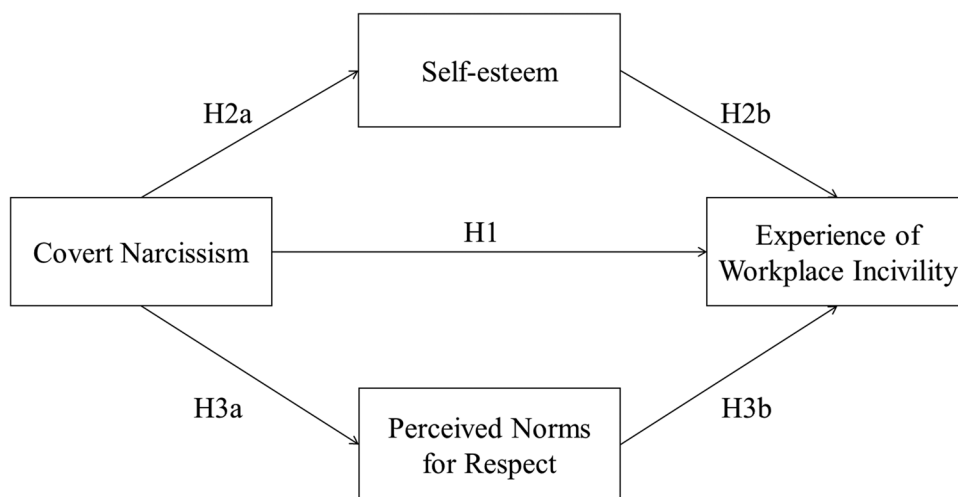 Self-esteem
H2a
H2b
Covert Narcissism
H1
Experience of
Workplace Incivility
H3a
H3b
Perceived Norms
for Respect